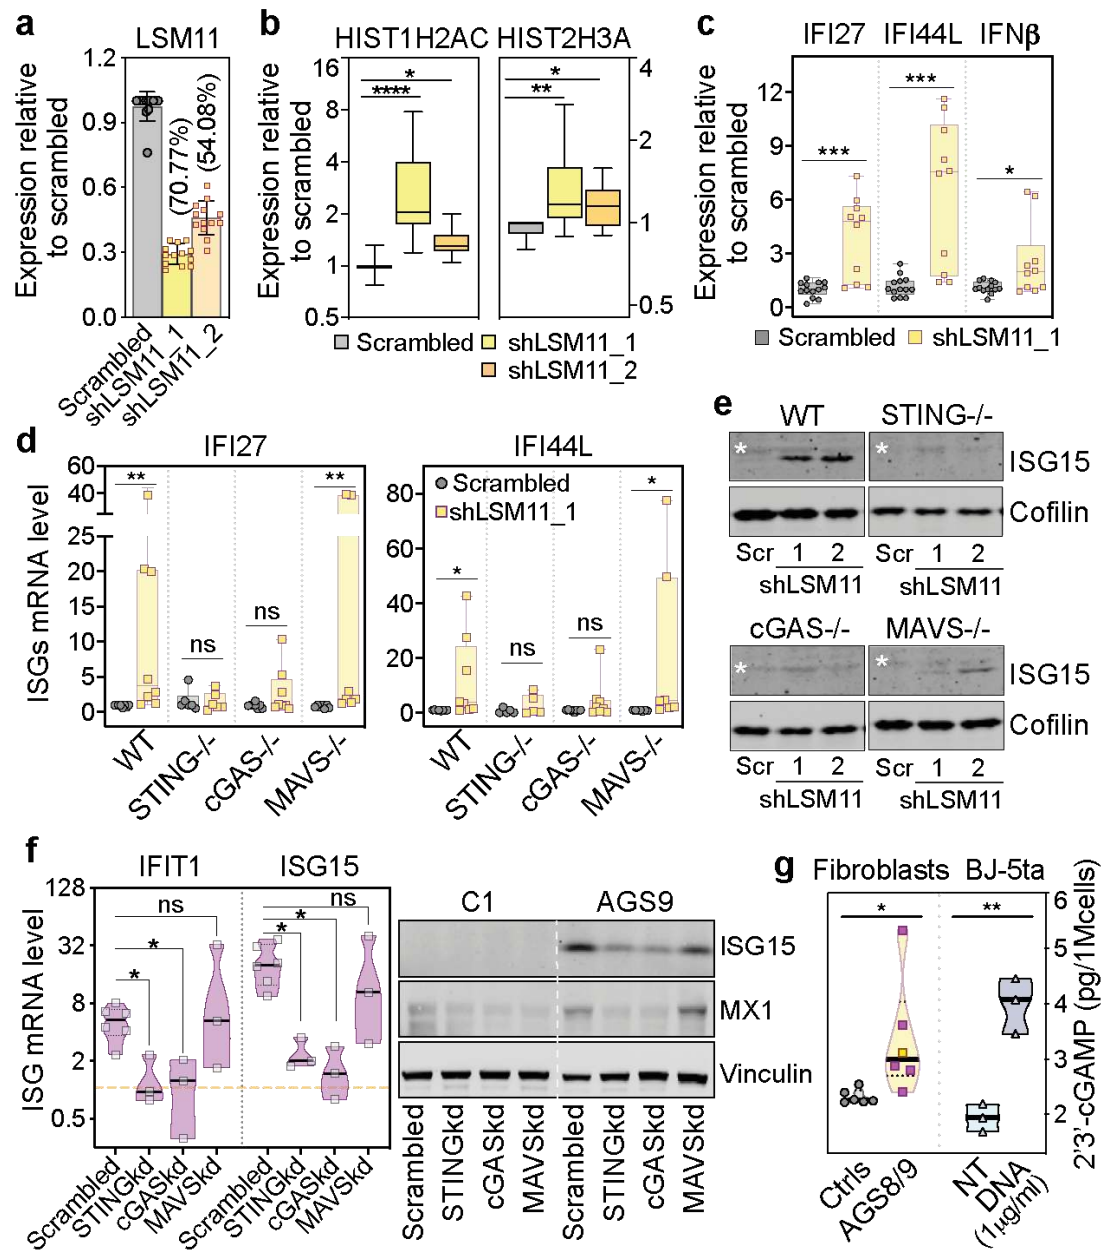 a
LSM11
Expression relative
to scrambled
1.2
0.9
0.6
0.3
0.0
(70.77%)
(54.08%)
Scrambled
shLSM11_1
shLSM11_2
b
HIST1H2AC
HIST2H3A
Expression relative
to scrambled
16
8
4
2
1
0.5
*
****
*
**
4
2
1
0.5
Scrambled
shLSM11_1
shLSM11_2
c
IFI27
IFI44L
IFNβ
Expression relative
to scrambled
12
9
6
3
0
***
***
*
Scrambled
shLSM11_1
d
IFI27
IFI44L
ISGs mRNA level
60
40
25
20
15
10
5
0
**
ns
ns
**
WT
STING-/-
cGAS-/-
MAVS-/-
80
60
40
20
0
Scrambled
shLSM11_1
*
ns
ns
*
WT
STING-/-
cGAS-/-
MAVS-/-
e
WT
STING-/-
*
*
ISG15
Cofilin
Scr 1 2
shLSM11
Scr 1 2
shLSM11
cGAS-/-
MAVS-/-
*
*
ISG15
Cofilin
Scr 1 2
shLSM11
Scr 1 2
shLSM11
f
IFIT1
ISG15
ISG mRNA level
128
32
8
2
0.5
ns
*
*
ns
*
*
Scrambled
STINGkd
cGASkd
MAVSkd
Scrambled
STINGkd
cGASkd
MAVSkd
C1
AGS9
ISG15
MX1
Vinculin
Scrambled
STINGkd
cGASkd
MAVSkd
Scrambled
STINGkd
cGASkd
MAVSkd
g
Fibroblasts
BJ-5ta
*
**
6
5
4
3
2
2'3'-cGAMP (pg/1Mcells)
Ctrls
AGS8/9
NT
DNA
(1µg/ml)